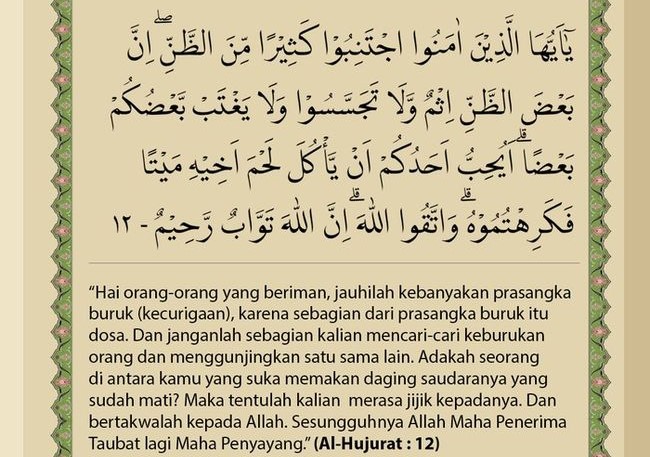 يٰٓاَيُّهَا الَّذِيْنَ اٰمَنُوا اجْتَنِبُوْا كَثِيْرًا مِّنَ الظَّنِّۖ اِنَّ
بَعْضَ الظَّنِّ اِثْمٌ وَّلَا تَجَسَّسُوْا وَلَا يَغْتَبْ بَّعْضُكُمْ
بَعْضًاۗ اَيُحِبُّ اَحَدُكُمْ اَنْ يَّأْكُلَ لَحْمَ اَخِيْهِ مَيْتًا
فَكَرِهْتُمُوْهُۗ وَاتَّقُوا اللّٰهَۗ اِنَّ اللّٰهَ تَوَّابٌ رَّحِيْمٌ - ١٢
“Hai orang-orang yang beriman, jauhilah kebanyakan prasangka
buruk (kecurigaan), karena sebagian dari prasangka buruk itu
dosa. Dan janganlah sebagian kalian mencari-cari keburukan
orang dan menggunjingkan satu sama lain. Adakah seorang
di antara kamu yang suka memakan daging saudaranya yang
sudah mati? Maka tentulah kalian merasa jijik kepadanya. Dan
bertakwalah kepada Allah. Sesungguhnya Allah Maha Penerima
Taubat lagi Maha Penyayang.” (Al-Hujurat : 12)